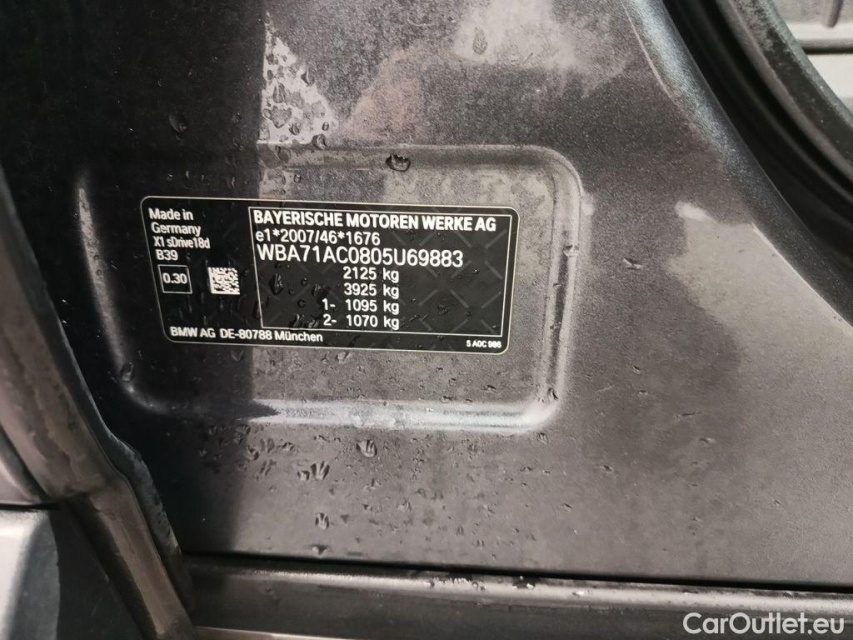 Made in
Germany
X1 sDrive18d
B39
0.30
BAYERISCHE MOTOREN WERKE AG
e1*2007/46*1676
WBA71AC0805U69883
2125 kg
3925 kg
1- 1095 kg
2- 1070 kg
BMW AG DE-80788 München
5 A0C 986
CarOutlet.eu